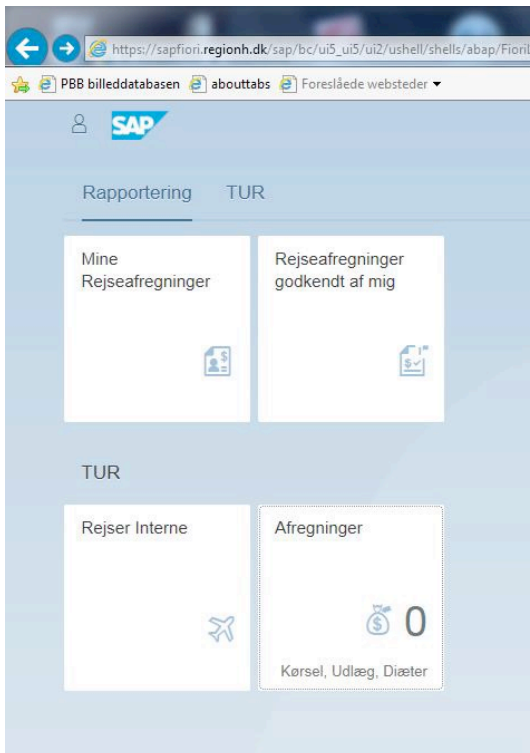 https://sapfiori.regionh.dk/sap/bc/ui5_ui5/ui2/ushell/shells/abap/Fiori
PBB billeddatabasen abouttabs Foreslåede websteder
SAP
Rapportering TUR
Mine
Rejseafregninger
Rejseafregninger
godkendt af mig
TUR
Rejser Interne
Afregninger
0
Kørsel, Udlæg, Diæter